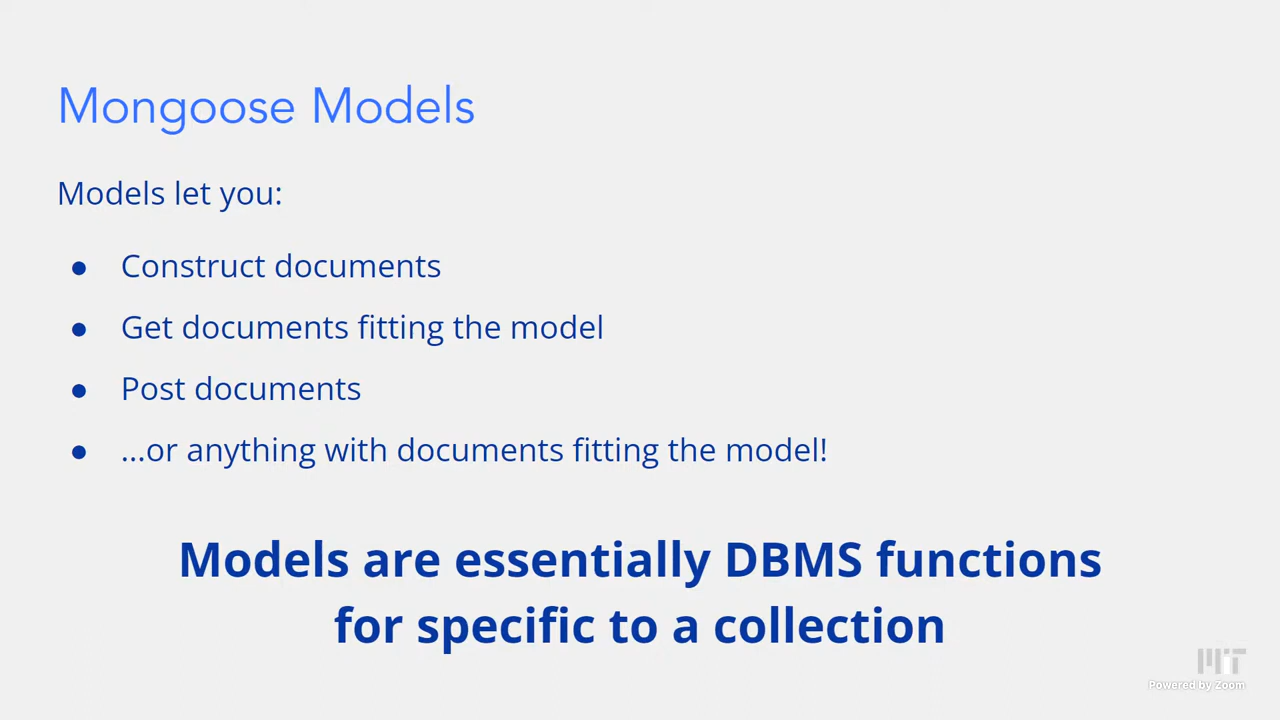 Mongoose Models
Models let you:
● Construct documents
● Get documents fitting the model
● Post documents
● ...or anything with documents fitting the model!
Models are essentially DBMS functions
for specific to a collection
MIT
Powered by Zoom